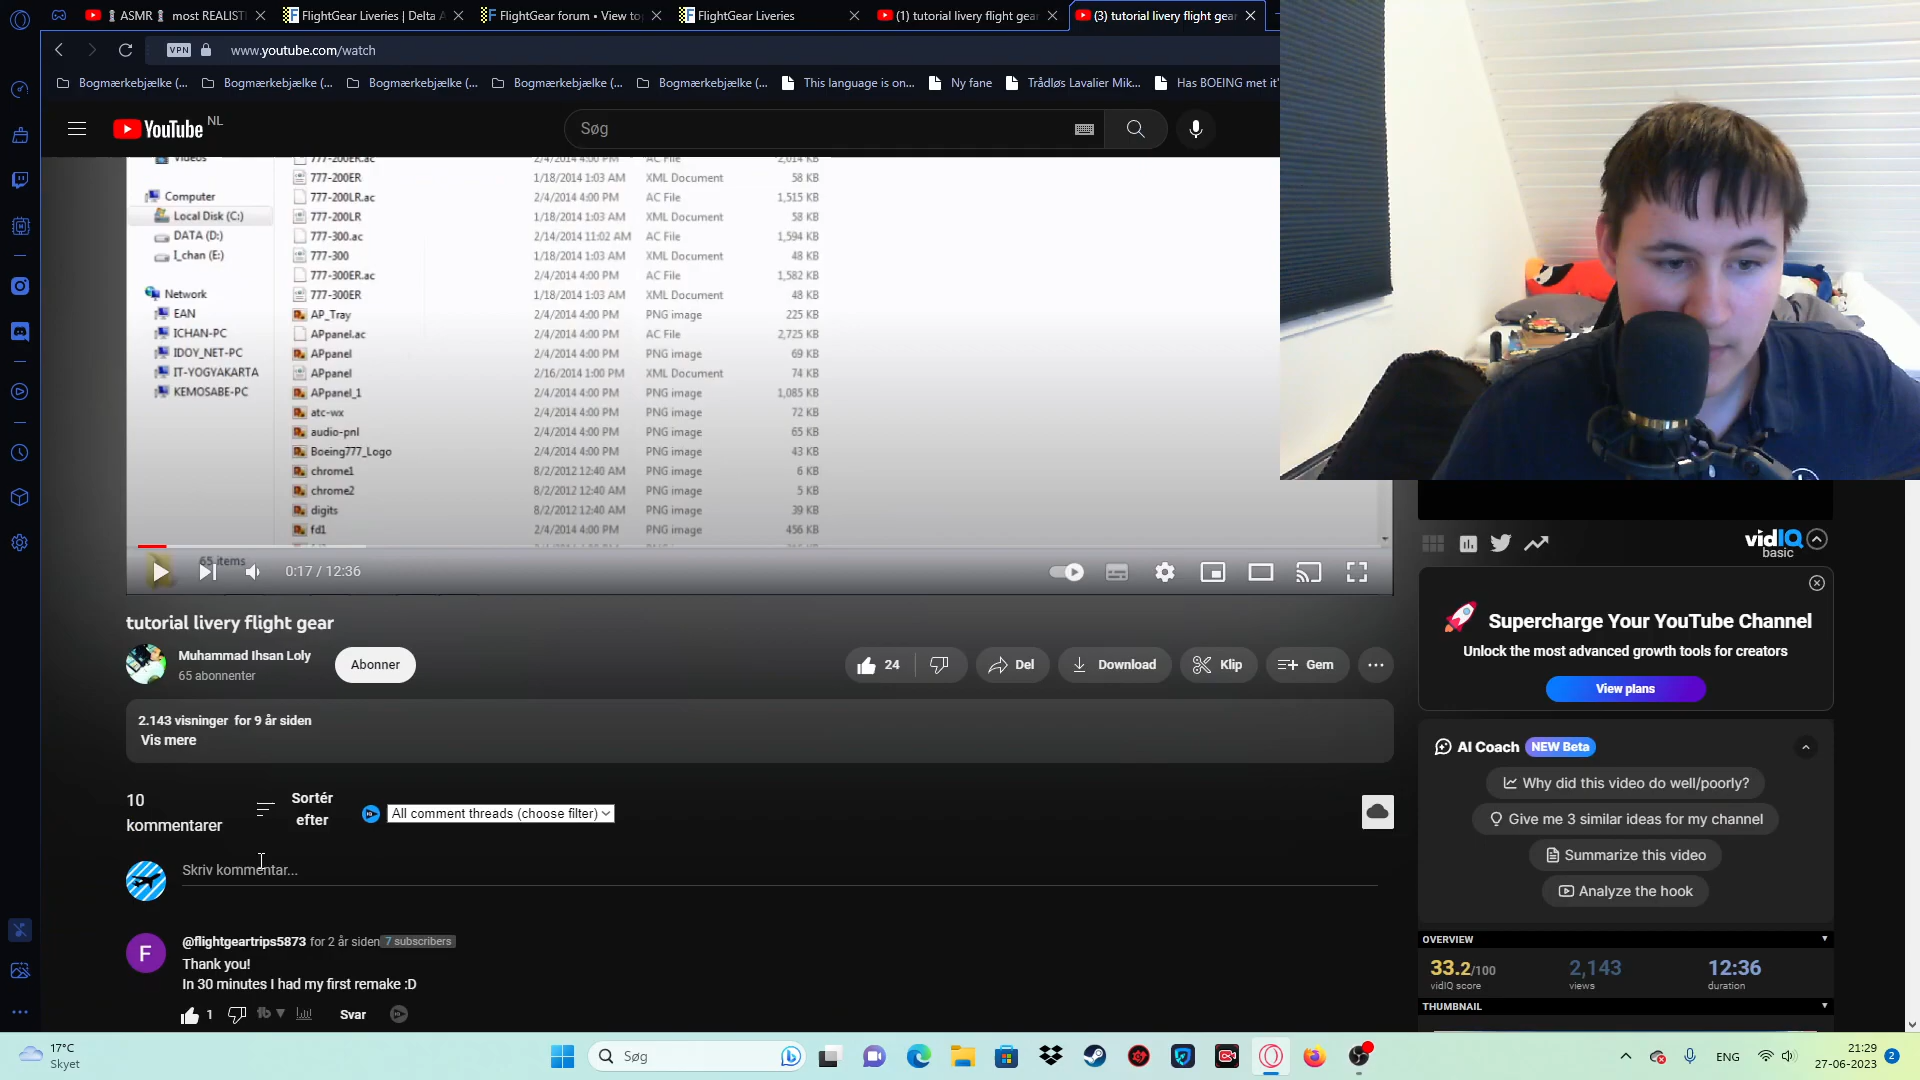 ASMR
most REALIST
FlightGear Liveries | Delta A
FlightGear forum • View to
FlightGear Liveries
(1) tutorial livery flight gea
(3) tutorial livery flight gear
VPN
www.youtube.com/watch
Bogmærkebjælke (...
Bogmærkebjælke (...
Bogmærkebjælke (...
Bogmærkebjælke (...
Bogmærkebjælke (...
This language is on...
Ny fane
Trådløs Lavalier Mik...
Has BOEING met it'
YouTube NL
Søg
Videos
Computer
Local Disk (C:)
DATA (D:)
I_chan (E:)
Network
EAN
ICHAN-PC
IDOY_NET-PC
IT-YOGYAKARTA
KEMOSABE-PC
777-200ER.ac 2/4/2014 4:00 PM AC File 2,014 KB
777-200ER 1/18/2014 1:03 AM XML Document 58 KB
777-200LR.ac 2/4/2014 4:00 PM AC File 1,515 KB
777-200LR 1/18/2014 1:03 AM XML Document 58 KB
777-300.ac 2/14/2014 11:02 AM AC File 1,594 KB
777-300 1/18/2014 1:03 AM XML Document 48 KB
777-300ER.ac 2/4/2014 4:00 PM AC File 1,582 KB
777-300ER 1/18/2014 1:03 AM XML Document 48 KB
AP_Tray 2/4/2014 4:00 PM PNG image 225 KB
APpanel.ac 2/4/2014 4:00 PM AC File 2,725 KB
APpanel 2/4/2014 4:00 PM PNG image 69 KB
APpanel 2/16/2014 1:00 PM XML Document 74 KB
APpanel_1 2/4/2014 4:00 PM PNG image 1,085 KB
atc-wx 2/4/2014 4:00 PM PNG image 72 KB
audio-pnl 2/4/2014 4:00 PM PNG image 65 KB
Boeing777_Logo 2/4/2014 4:00 PM PNG image 43 KB
chrome1 8/2/2012 12:40 AM PNG image 6 KB
chrome2 8/2/2012 12:40 AM PNG image 5 KB
digits 8/2/2012 12:40 AM PNG image 39 KB
fd1 2/4/2014 4:00 PM PNG image 456 KB
65 items
0:17 / 12:36
tutorial livery flight gear
Muhammad Ihsan Loly
65 abonnenter
Abonner
24
Del
Download
Klip
Gem
2.143 visninger for 9 år siden
Vis mere
10
kommentarer
Sortér
efter
All comment threads (choose filter)
Skriv kommentar...
F
@flightgeartrips5873 for 2 år siden 7 subscribers
Thank you!
In 30 minutes I had my first remake :D
1
Svar
vidIQ
basic
Supercharge Your YouTube Channel
Unlock the most advanced growth tools for creators
View plans
AI Coach NEW Beta
Why did this video do well/poorly?
Give me 3 similar ideas for my channel
Summarize this video
Analyze the hook
OVERVIEW
33.2/100 2,143 12:36
vidIQ score views duration
THUMBNAIL
17°C
Skyet
Søg
ENG
21:29
27-06-2023
2